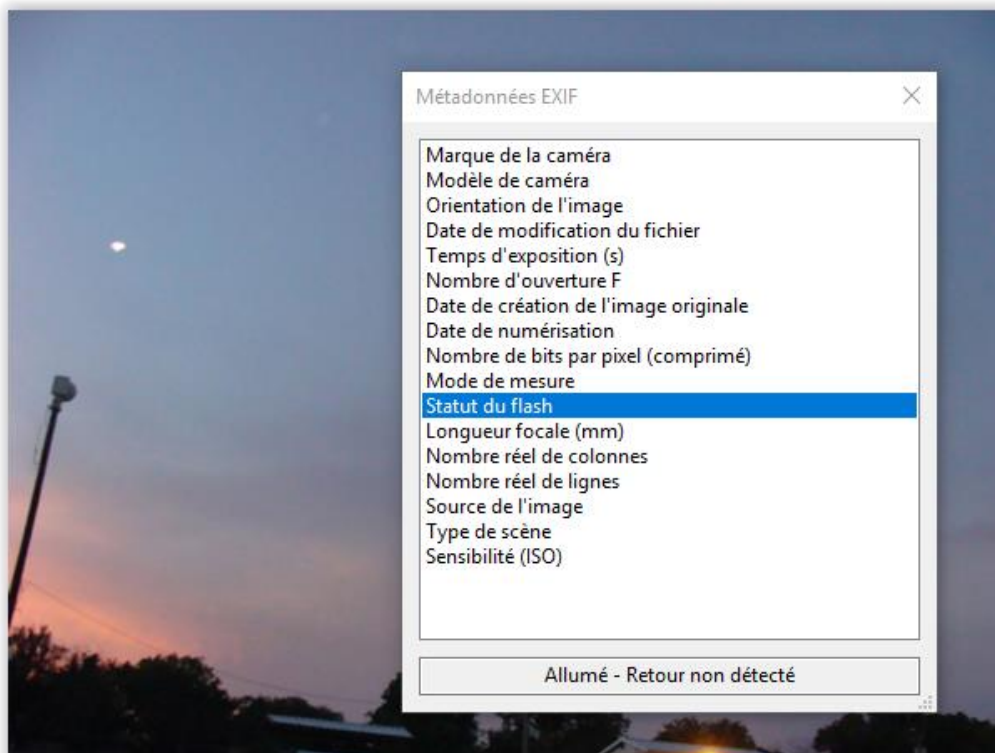 Métadonnées EXIF
Marque de la caméra
Modèle de caméra
Orientation de l'image
Date de modification du fichier
Temps d'exposition (s)
Nombre d'ouverture F
Date de création de l'image originale
Date de numérisation
Nombre de bits par pixel (comprimé)
Mode de mesure
Statut du flash
Longueur focale (mm)
Nombre réel de colonnes
Nombre réel de lignes
Source de l'image
Type de scène
Sensibilité (ISO)
Allumé - Retour non détecté